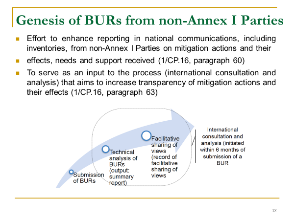 Genesis of BURs from non-Annex I Parties
Effort to enhance reporting in national communications, including
inventories, from non-Annex I Parties on mitigation actions and their
effects, needs and support received (1/CP.16, paragraph 60)
To serve as an input to the process (international consultation and
analysis) that aims to increase transparency of mitigation actions and
their effects (1/CP.16, paragraph 63)
Submission
of BURs
Technical
analysis of
BURs
(output:
summary
report)
Facilitative
sharing of
views
(record of
facilitative
sharing of
views
International
consultation and
analysis (initiated
within 6 months of
submission of a
BUR